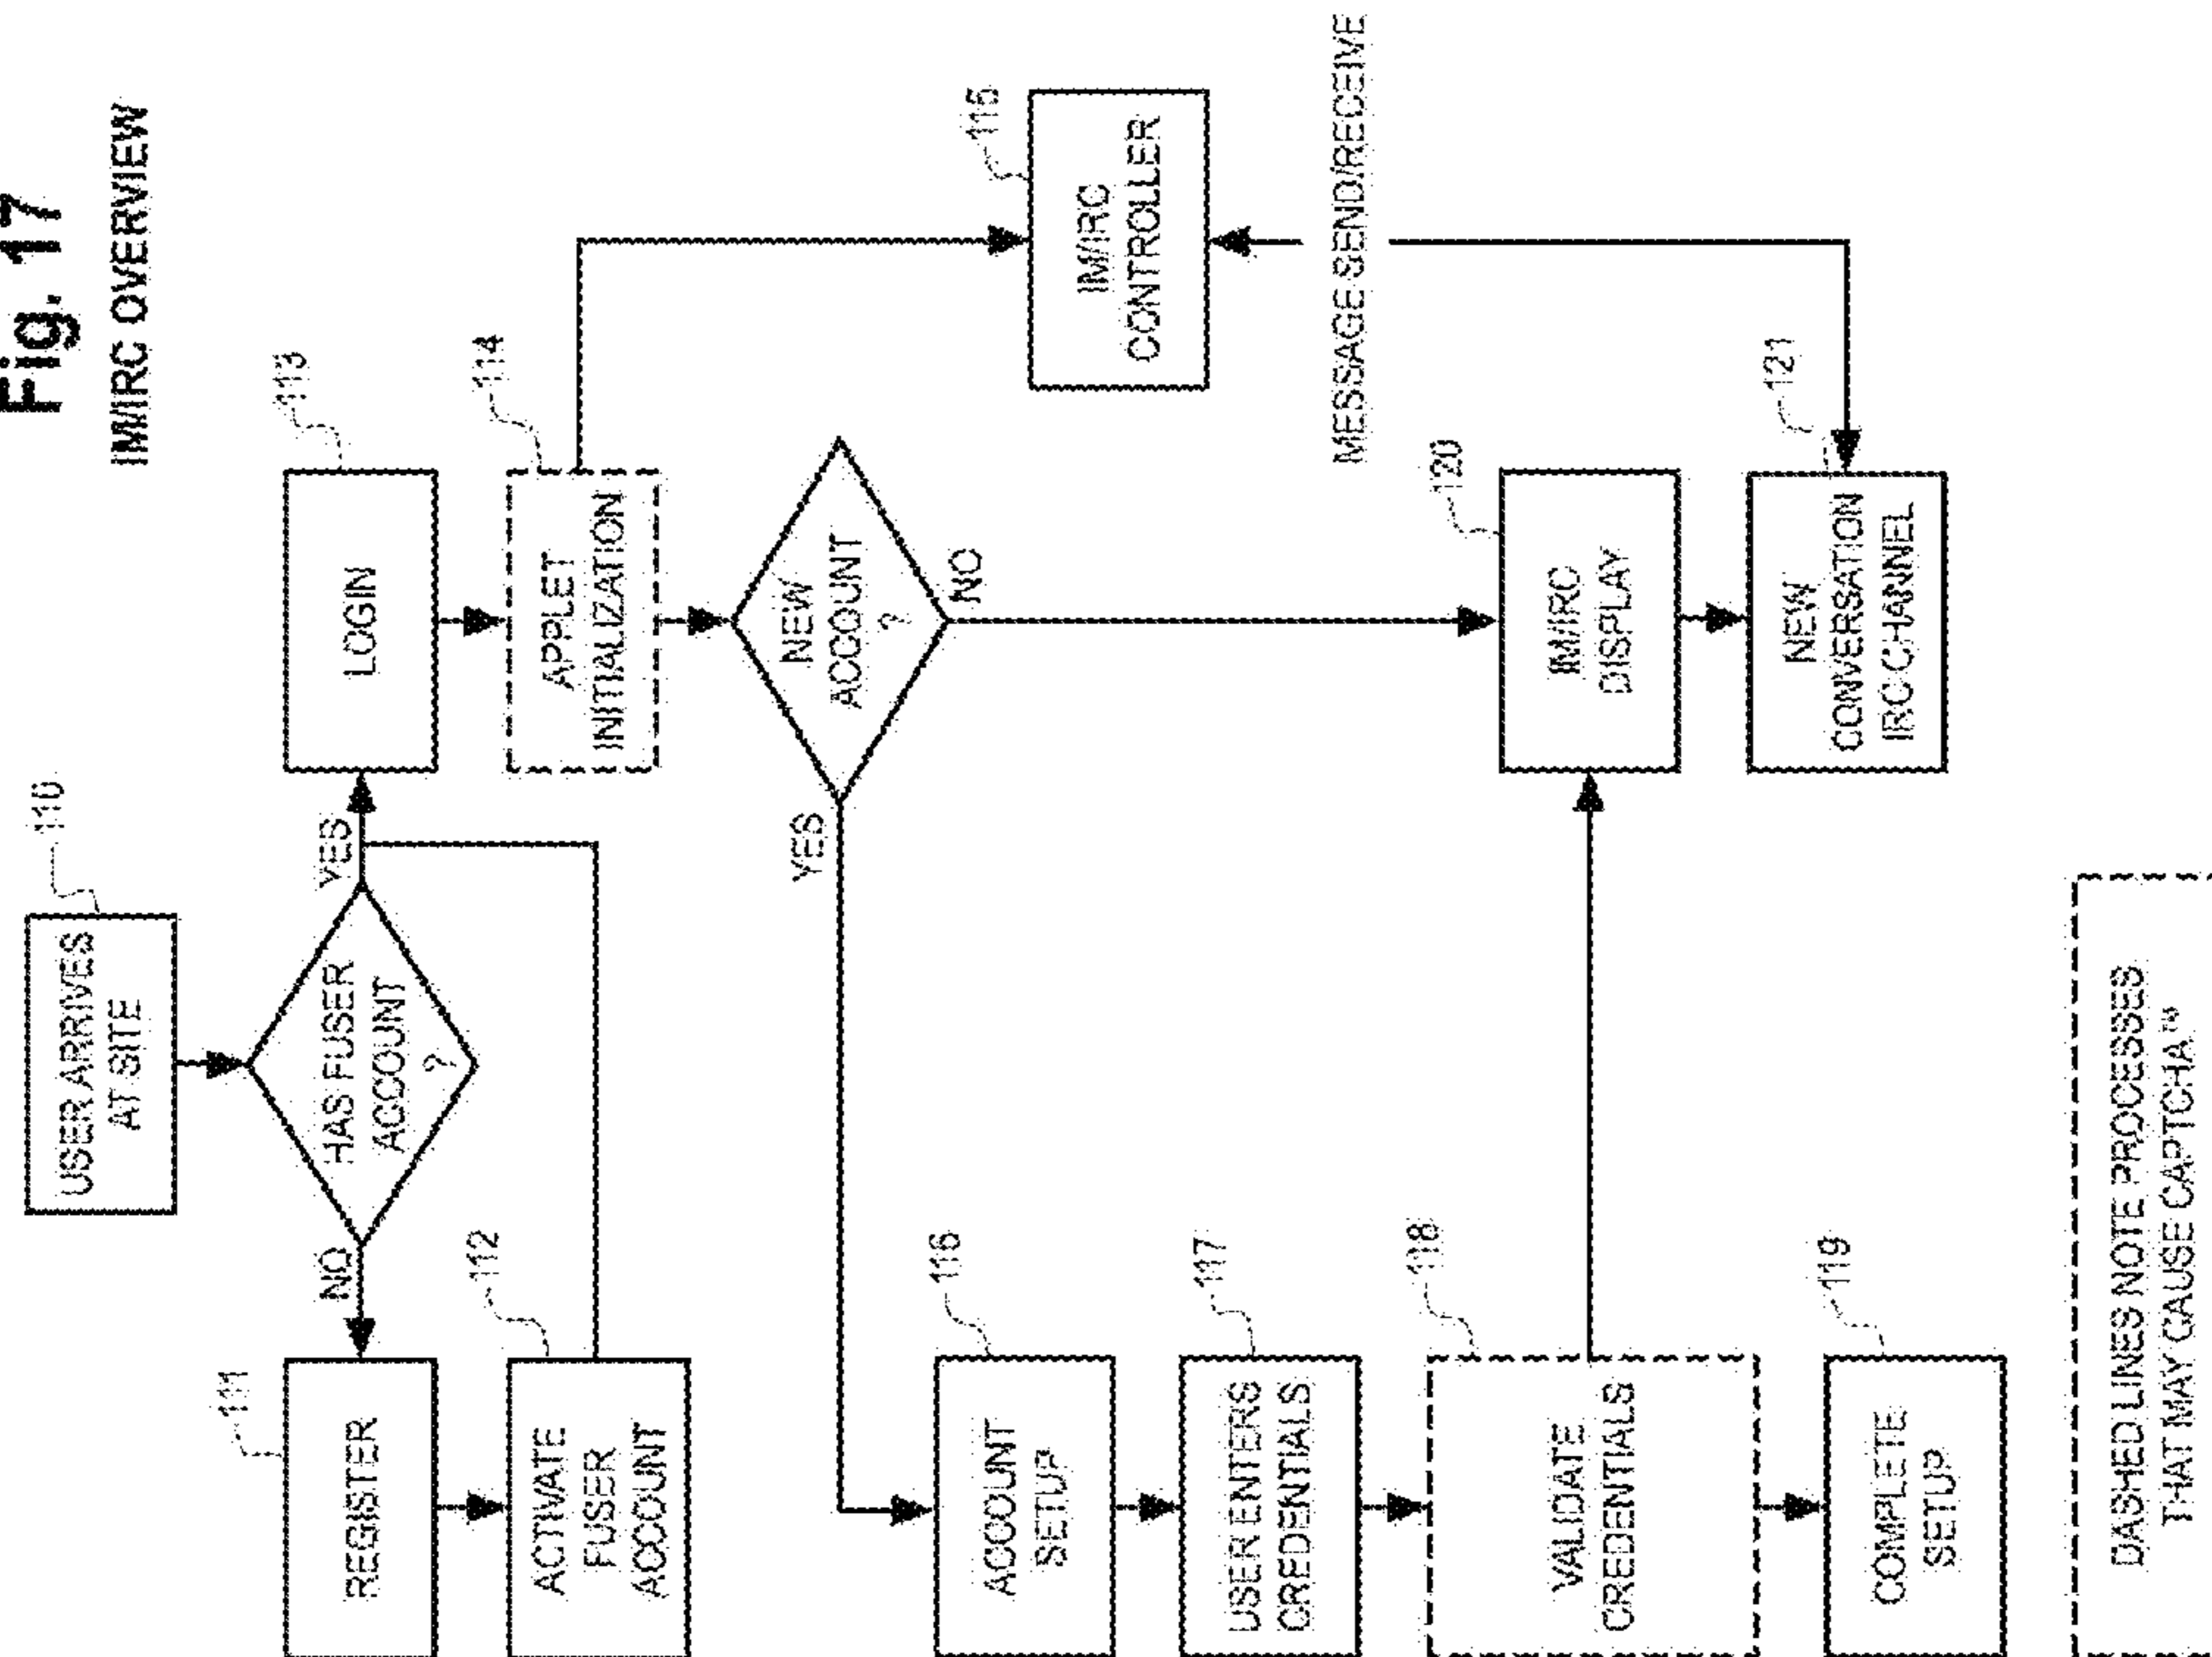 Fig. 17
IM/IRC OVERVIEW
110
USER ARRIVES
AT SITE
HAS FUSER
ACCOUNT
?
NO
YES
111
REGISTER
112
ACTIVATE
FUSER
ACCOUNT
113
LOGIN
114
APPLET
INITIALIZATION
NEW
ACCOUNT
?
YES
NO
115
IM/IRC
CONTROLLER
MESSAGE SEND/RECEIVE
116
ACCOUNT
SETUP
117
USER ENTERS
CREDENTIALS
118
VALIDATE
CREDENTIALS
119
COMPLETE
SETUP
120
IM/IRC
DISPLAY
121
NEW
CONVERSATION
IRC CHANNEL
DASHED LINES NOTE PROCESSES
THAT MAY CAUSE CAPTCHA™